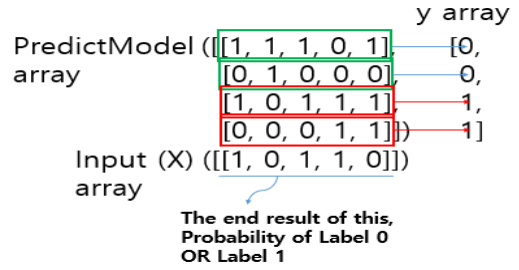 y array
PredictModel ([[1, 1, 1, 0, 1], [0,
array [0, 1, 0, 0, 0], 0,
[1, 0, 1, 1, 1], 1,
[0, 0, 0, 1, 1]]) 1]
Input (X) ([[1, 0, 1, 1, 0]])
array
The end result of this,
Probability of Label 0
OR Label 1